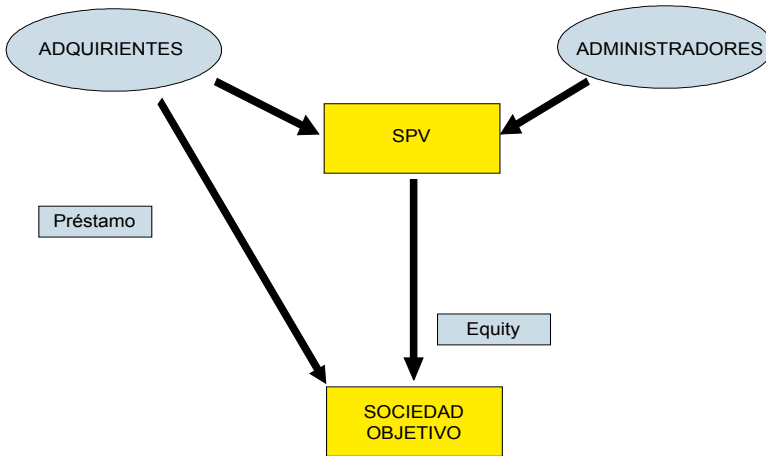 ADQUIRIENTES
ADMINISTRADORES
SPV
Préstamo
Equity
SOCIEDAD
OBJETIVO